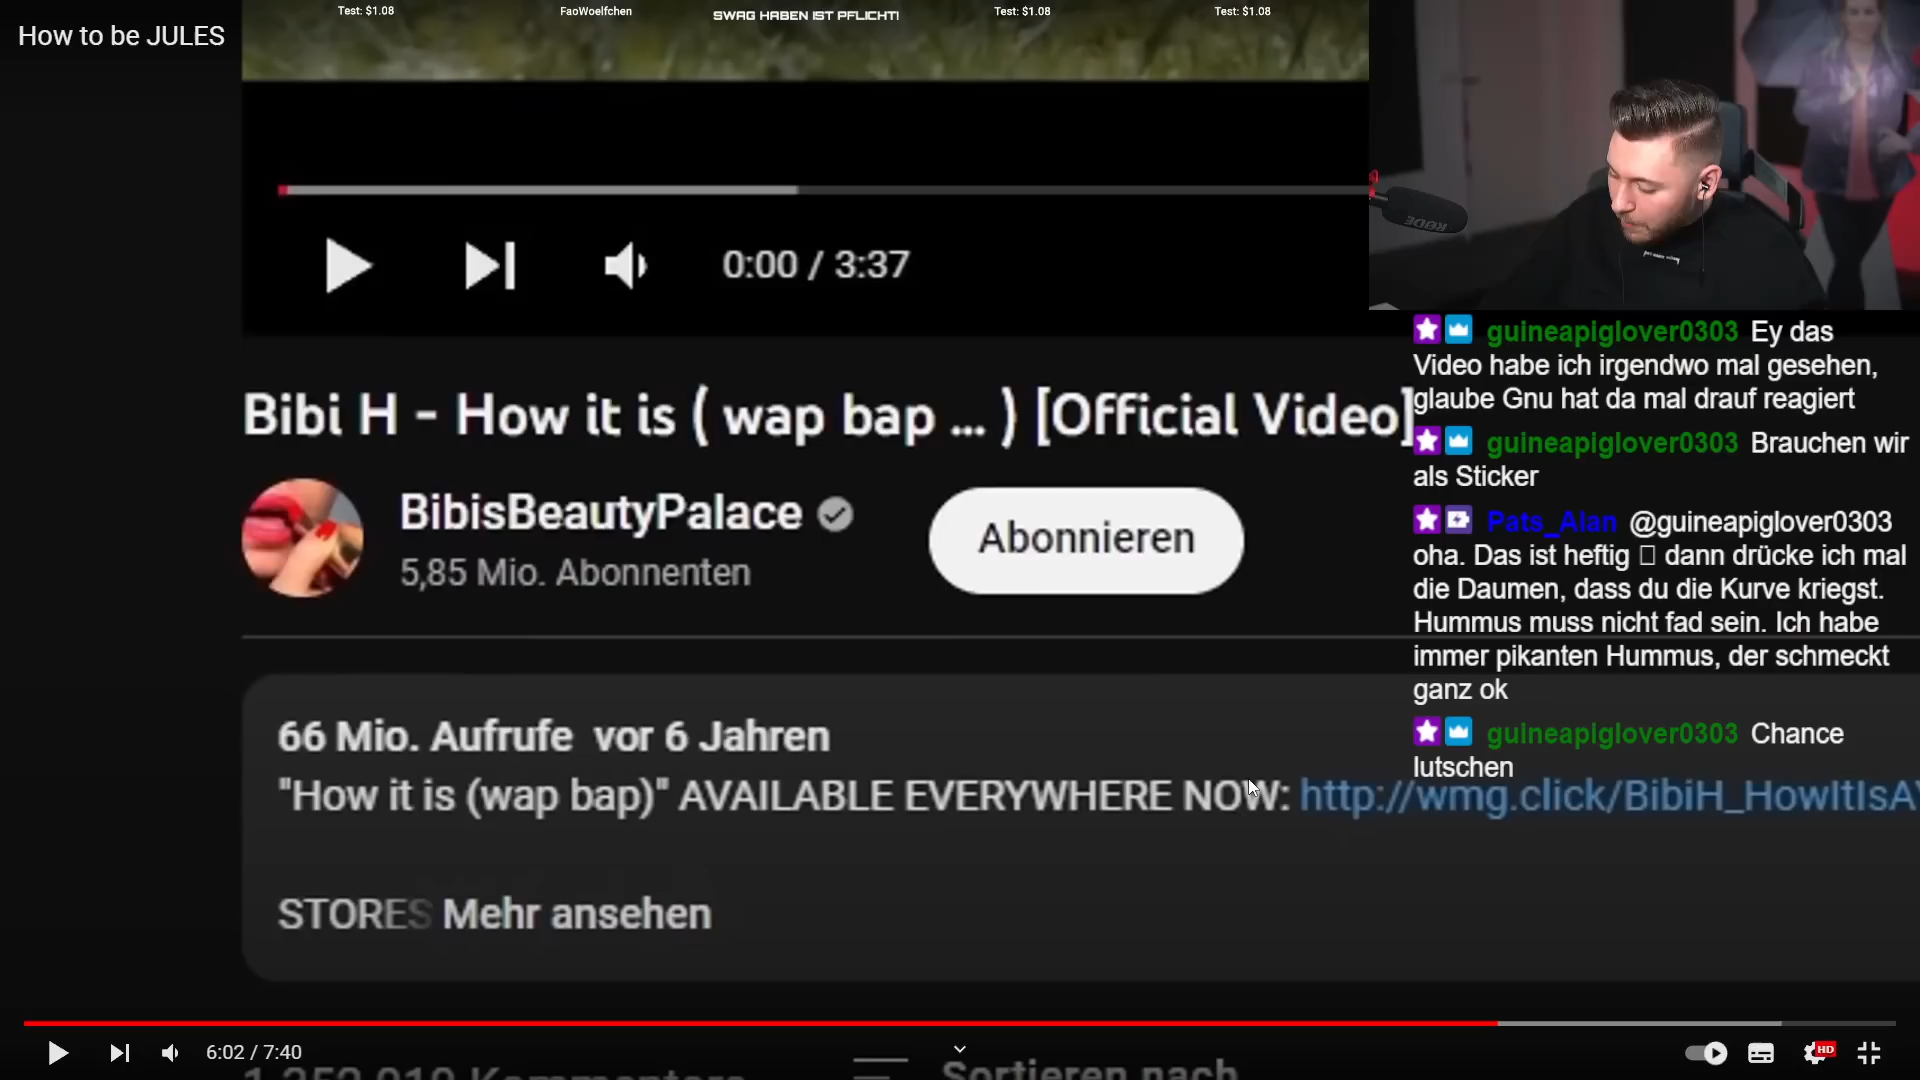 Test: $1.08
FaoWoelfchen
SWAG HABEN IST PFLICHT!
Test: $1.08
Test: $1.08
How to be JULES
RØDE
0:00 / 3:37
Bibi H - How it is ( wap bap ... ) [Official Video]
BibisBeautyPalace
5,85 Mio. Abonnenten
Abonnieren
66 Mio. Aufrufe vor 6 Jahren
"How it is (wap bap)" AVAILABLE EVERYWHERE NOW: http://wmg.click/BibiH_HowItIsA
STORES Mehr ansehen
guineapiglover0303 Ey das
Video habe ich irgendwo mal gesehen,
glaube Gnu hat da mal drauf reagiert
guineapiglover0303 Brauchen wir
als Sticker
Pats_Alan @guineapiglover0303
oha. Das ist heftig dann drücke ich mal
die Daumen, dass du die Kurve kriegst.
Hummus muss nicht fad sein. Ich habe
immer pikanten Hummus, der schmeckt
ganz ok
guineapiglover0303 Chance
lutschen
6:02 / 7:40
HD
Kommentare
Sortieren nach